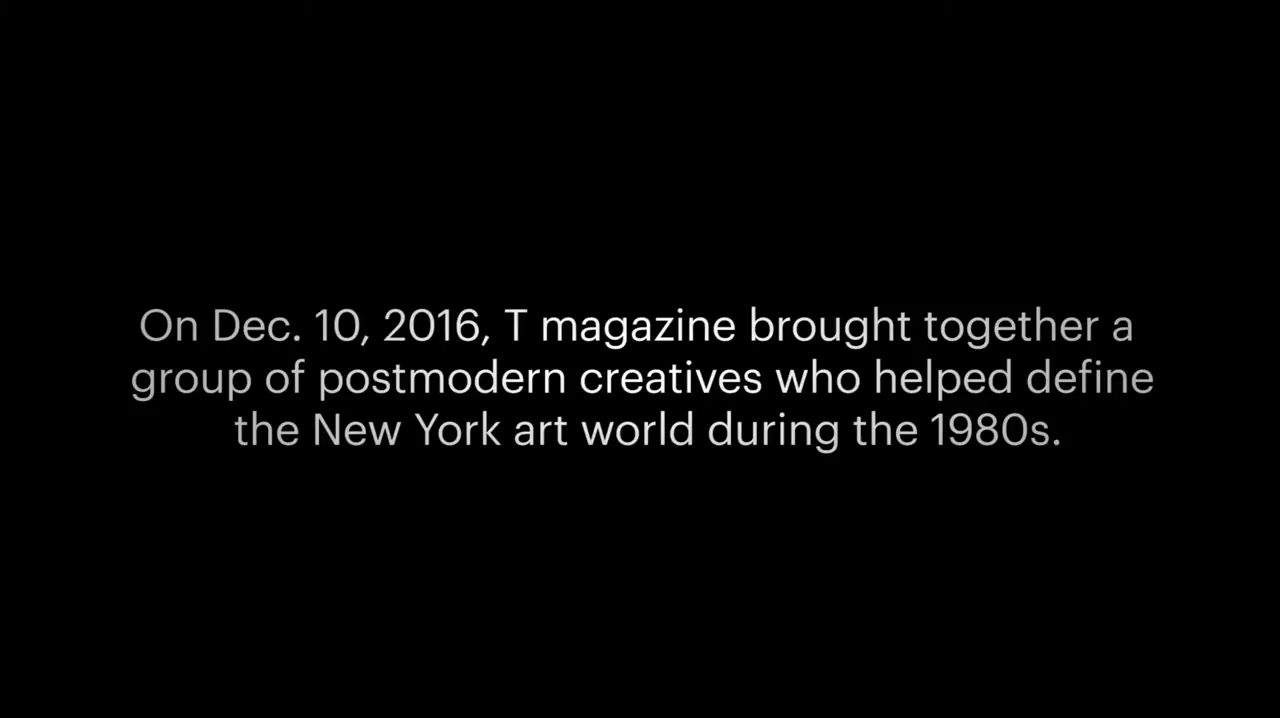 On Dec. 10, 2016, T magazine brought together a
group of postmodern creatives who helped define
the New York art world during the 1980s.